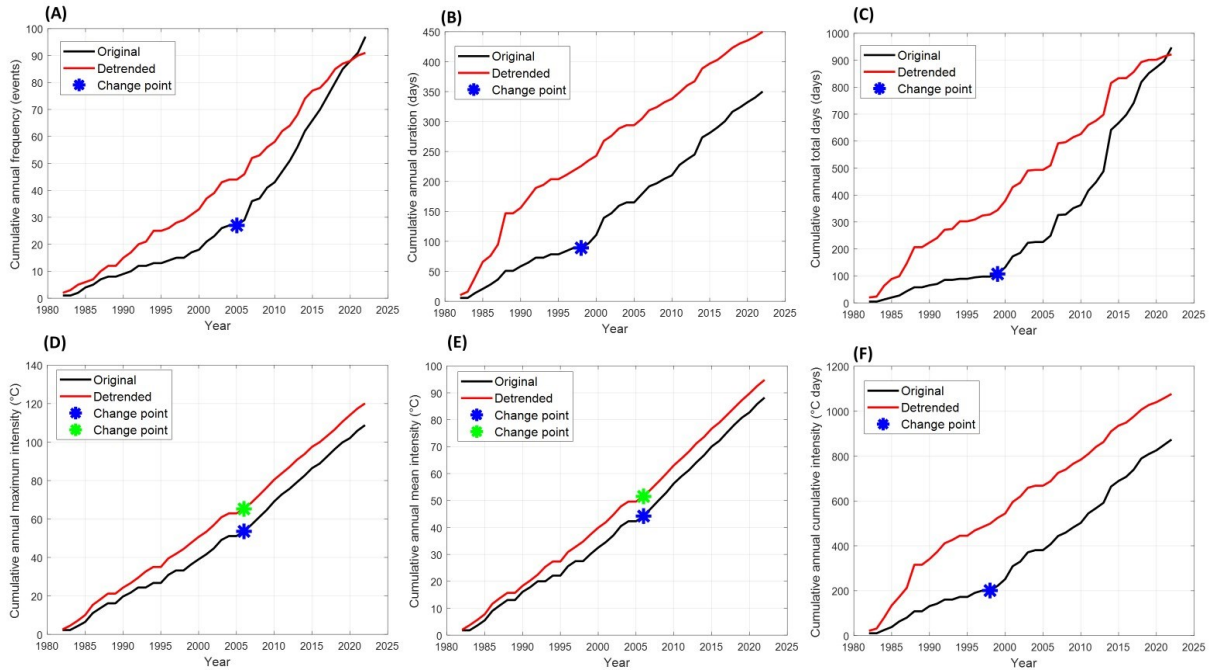 (A)
Cumulative annual frequency (events)
100
90
80
70
60
50
40
30
20
10
0
Original
Detrended
Change point
1980 1985 1990 1995 2000 2005 2010 2015 2020 2025
Year
(B)
Cumulative annual duration (days)
450
400
350
300
250
200
150
100
50
0
Original
Detrended
Change point
1980 1985 1990 1995 2000 2005 2010 2015 2020 2025
Year
(C)
Cumulative annual total days (days)
1000
900
800
700
600
500
400
300
200
100
0
Original
Detrended
Change point
1980 1985 1990 1995 2000 2005 2010 2015 2020 2025
Year
(D)
Cumulative annual maximum intensity (°C)
140
120
100
80
60
40
20
0
Original
Detrended
Change point
Change point
1980 1985 1990 1995 2000 2005 2010 2015 2020 2025
Year
(E)
Cumulative annual mean intensity (°C)
100
90
80
70
60
50
40
30
20
10
0
Original
Detrended
Change point
Change point
1980 1985 1990 1995 2000 2005 2010 2015 2020 2025
Year
(F)
Cumulative annual cumulative intensity (°C days)
1200
1000
800
600
400
200
0
Original
Detrended
Change point
1980 1985 1990 1995 2000 2005 2010 2015 2020 2025
Year